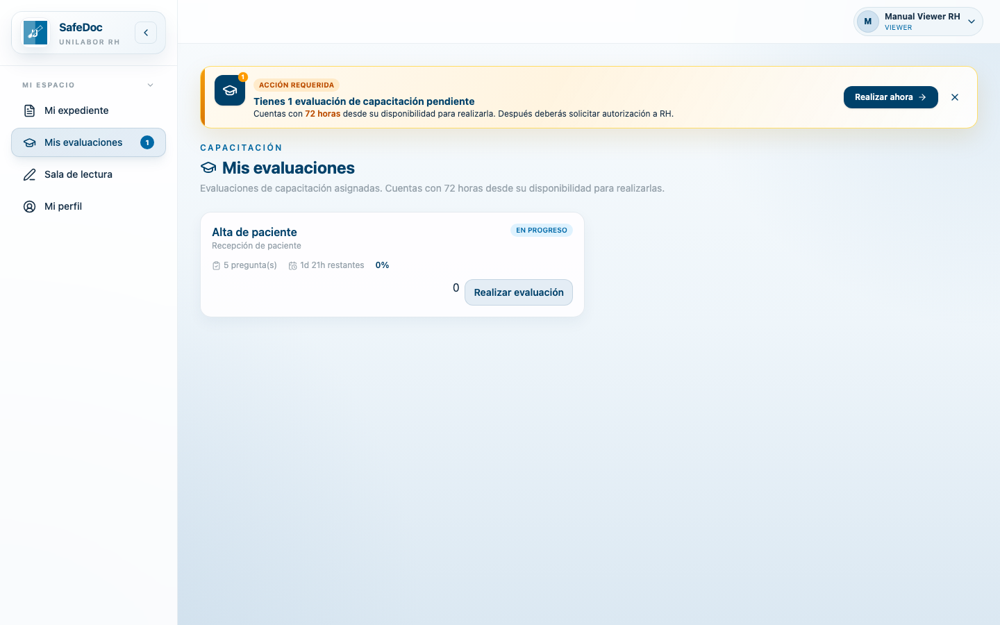 SafeDoc
UNILABOR RH
MI ESPACIO
Mi expediente
Mis evaluaciones 1
Sala de lectura
Mi perfil
M
Manual Viewer RH
VIEWER
1
ACCIÓN REQUERIDA
Tienes 1 evaluación de capacitación pendiente
Cuentas con 72 horas desde su disponibilidad para realizarla. Después deberás solicitar autorización a RH.
Realizar ahora
CAPACITACIÓN
Mis evaluaciones
Evaluaciones de capacitación asignadas. Cuentas con 72 horas desde su disponibilidad para realizarlas.
Alta de paciente
EN PROGRESO
Recepción de paciente
5 pregunta(s) 1d 21h restantes 0%
0 Realizar evaluación